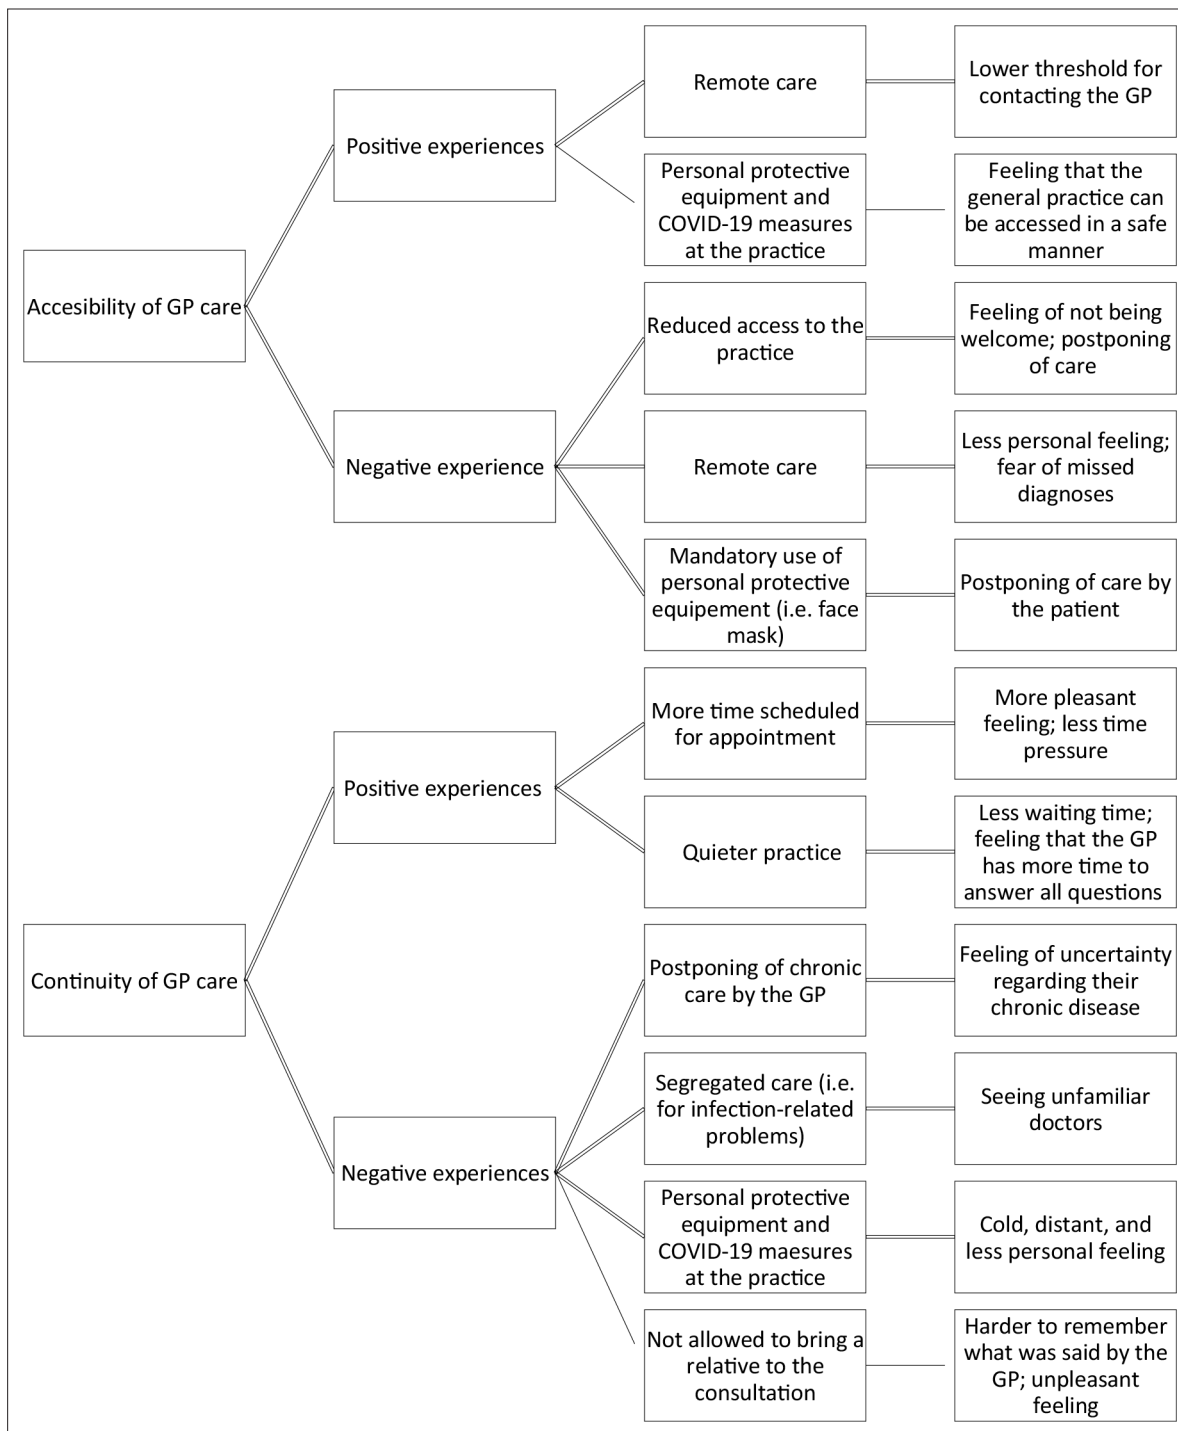 Remote care
Lower threshold for
contacting the GP
Positive experiences
Personal protective
equipment and
COVID-19 measures
at the practice
Feeling that the
general practice can
be accessed in a safe
manner
Accesibility of GP care
Reduced access to the
practice
Feeling of not being
welcome; postponing
of care
Negative experience
Remote care
Less personal feeling;
fear of missed
diagnoses
Mandatory use of
personal protective
equipement (i.e. face
mask)
Postponing of care by
the patient
More time scheduled
for appointment
More pleasant
feeling; less time
pressure
Positive experiences
Quieter practice
Less waiting time;
feeling that the GP
has more time to
answer all questions
Continuity of GP care
Postponing of chronic
care by the GP
Feeling of uncertainty
regarding their
chronic disease
Segregated care (i.e.
for infection-related
problems)
Seeing unfamiliar
doctors
Negative experiences
Personal protective
equipment and
COVID-19 maesures
at the practice
Cold, distant, and
less personal feeling
Not allowed to bring a
relative to the
consultation
Harder to remember
what was said by the
GP; unpleasant
feeling